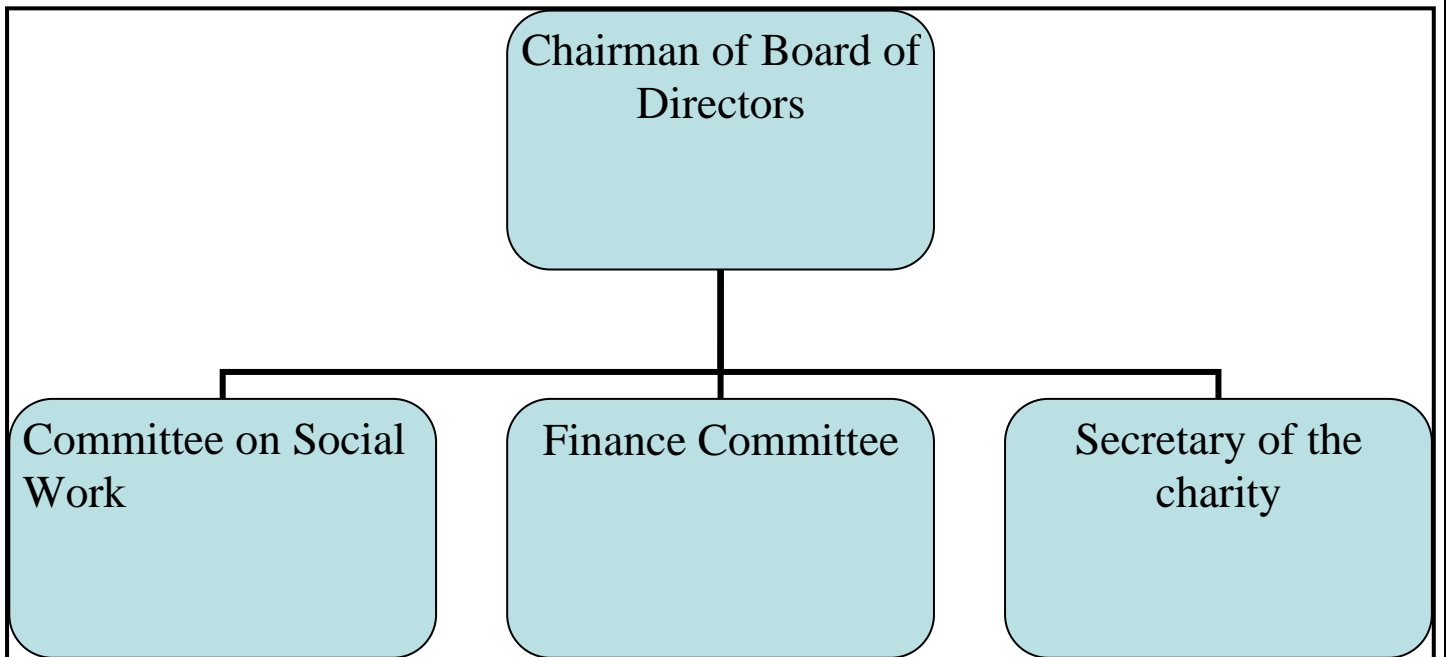 Chairman of Board of
Directors
Committee on Social
Work
Finance Committee
Secretary of the
charity